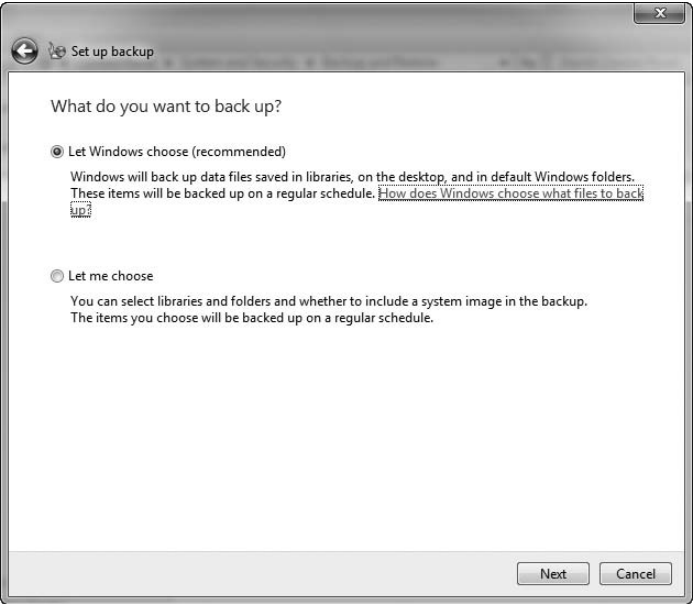 Set up backup
What do you want to back up?
Let Windows choose (recommended)
Windows will back up data files saved in libraries, on the desktop, and in default Windows folders.
These items will be backed up on a regular schedule. How does Windows choose what files to back
up?
Let me choose
You can select libraries and folders and whether to include a system image in the backup.
The items you choose will be backed up on a regular schedule.
Next Cancel